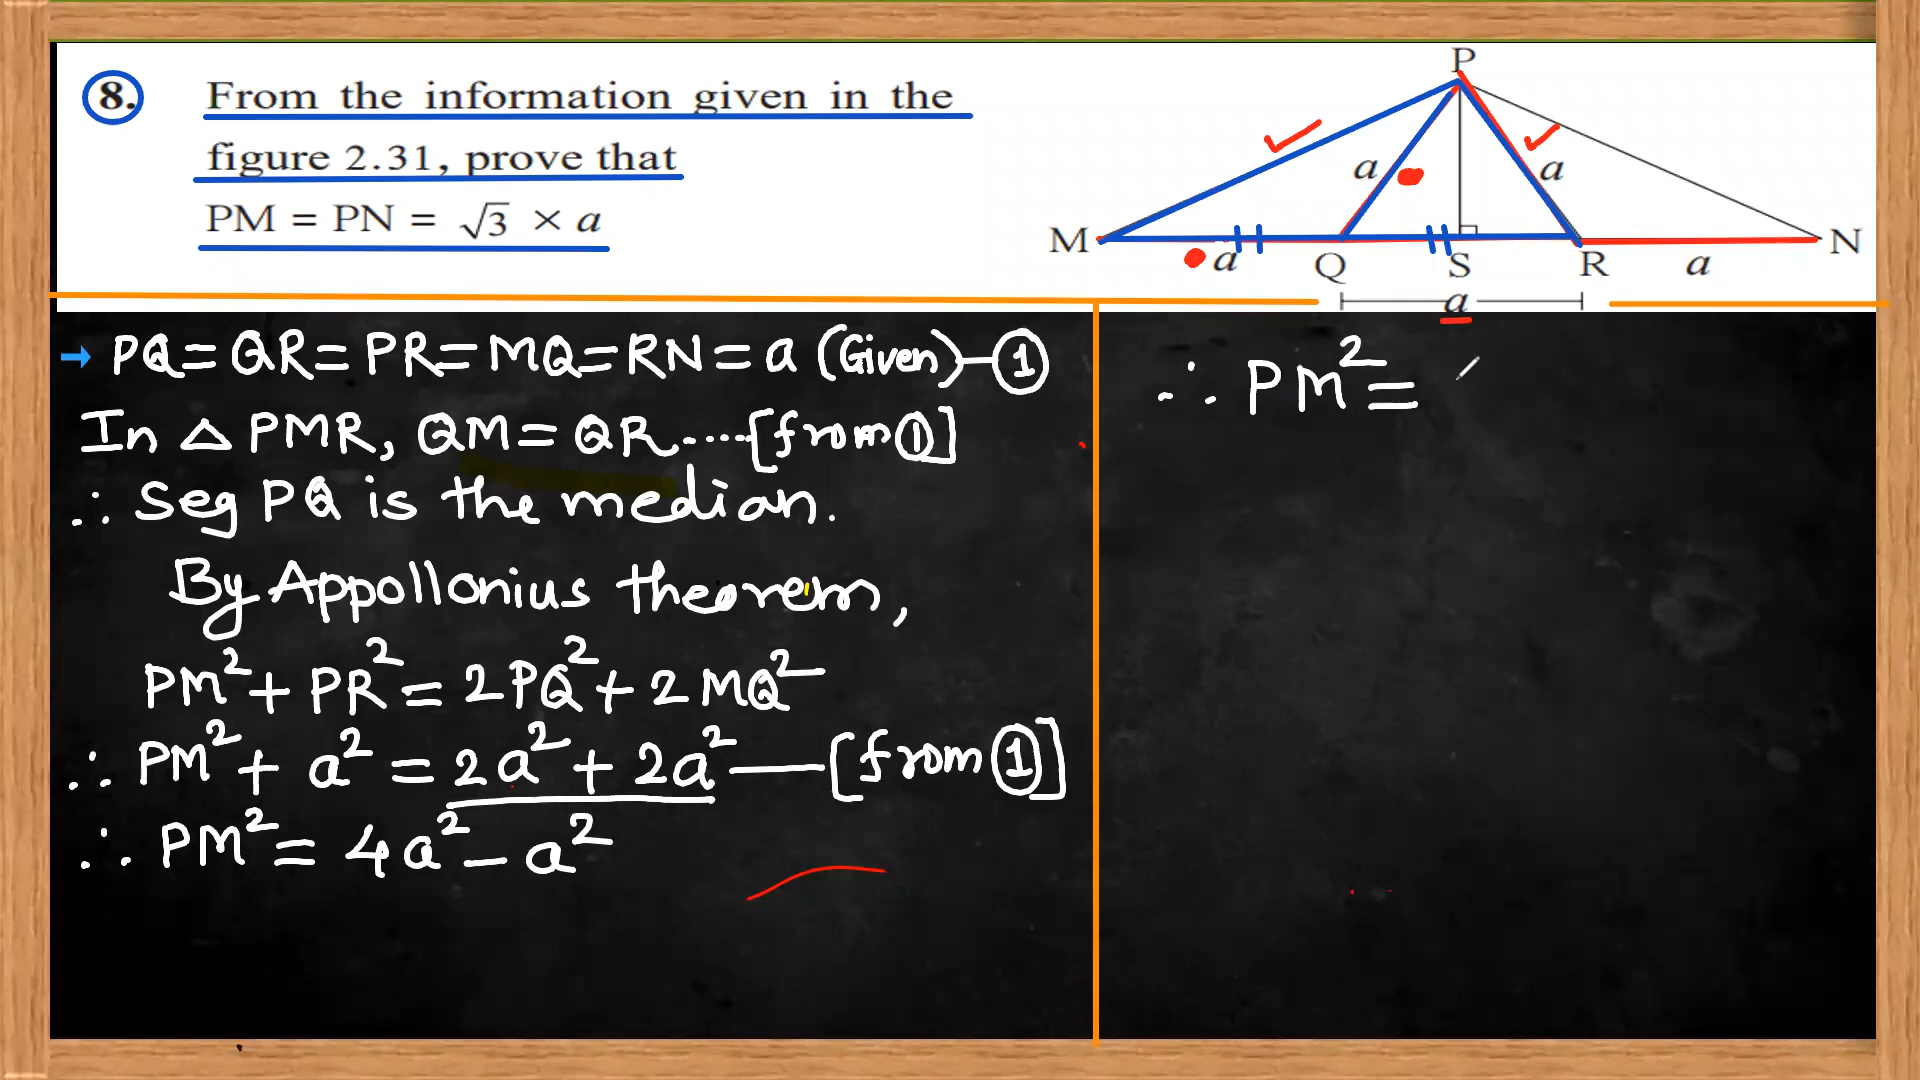 8. From the information given in the
figure 2.31, prove that
PM = PN = √3 × a
P
a
a
M
a
Q
S
R
a
N
a
→ PQ = QR = PR = MQ = RN = a (Given) — ①
In △ PMR, QM = QR ---- [from ①]
∴ Seg PQ is the median.
By Appollonius theorem,
PM² + PR² = 2PQ² + 2MQ²
∴ PM² + a² = 2a² + 2a² — [from ①]
∴ PM² = 4a² - a²
∴ PM² =